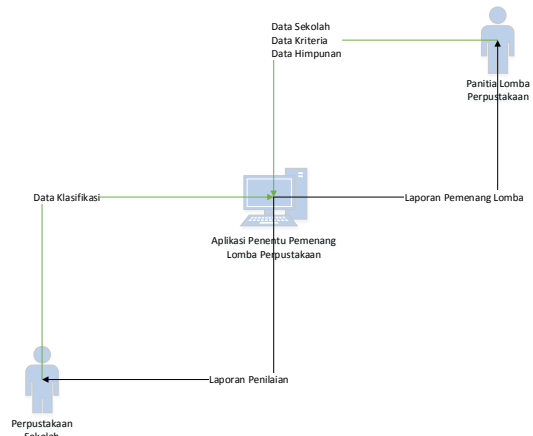 Data Sekolah
Data Kriteria
Data Himpunan
Panitia Lomba
Perpustakaan
Data Klasifikasi
Laporan Pemenang Lomba
Aplikasi Penentu Pemenang
Lomba Perpustakaan
Laporan Penilaian
Perpustakaan
Sekolah